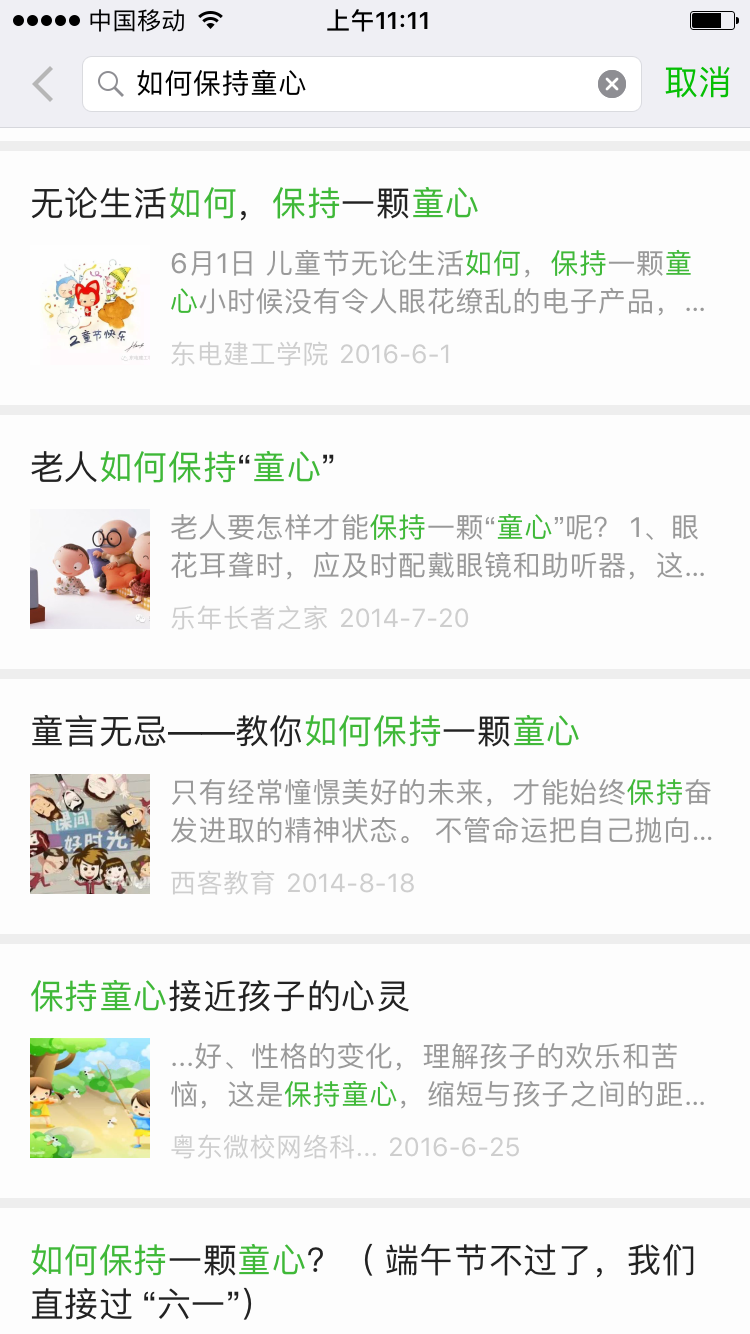 中国移动
上午11:11
如何保持童心
取消
无论生活如何，保持一颗童心
6月1日 儿童节无论生活如何，保持一颗童
心小时候没有令人眼花缭乱的电子产品，...
东电建工学院 2016-6-1
老人如何保持“童心”
老人要怎样才能保持一颗“童心”呢？ 1、眼
花耳聋时，应及时配戴眼镜和助听器，这...
乐年长者之家 2014-7-20
童言无忌——教你如何保持一颗童心
只有经常憧憬美好的未来，才能始终保持奋
发进取的精神状态。 不管命运把自己抛向...
课间
好时光
西客教育 2014-8-18
保持童心接近孩子的心灵
...好、性格的变化，理解孩子的欢乐和苦
恼，这是保持童心，缩短与孩子之间的距...
粤东微校网络科... 2016-6-25
如何保持一颗童心？（ 端午节不过了，我们
直接过 “六一”）